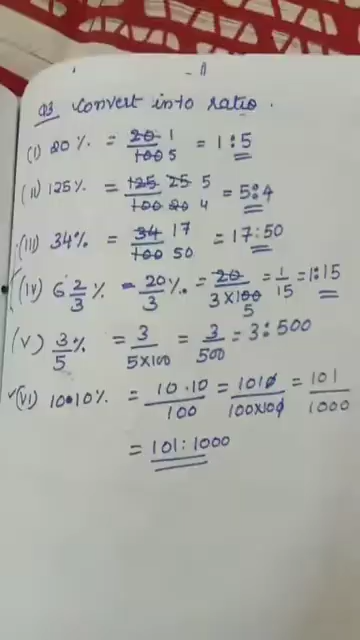 Q3 Convert into ratio.
(I) 20% = 20 1 / 100 5 = 1:5
(II) 125% = 125 25 5 / 100 20 4 = 5:4
(III) 34% = 34 17 / 100 50 = 17:50
(IV) 6 2/3 % = 20/3 % = 20 / 3×100 5 = 1/15 = 1:15
(V) 3/5 % = 3 / 5×100 = 3/500 = 3:500
(VI) 10.10% = 10.10 / 100 = 1010 / 100×100 = 101 / 1000
= 101:1000